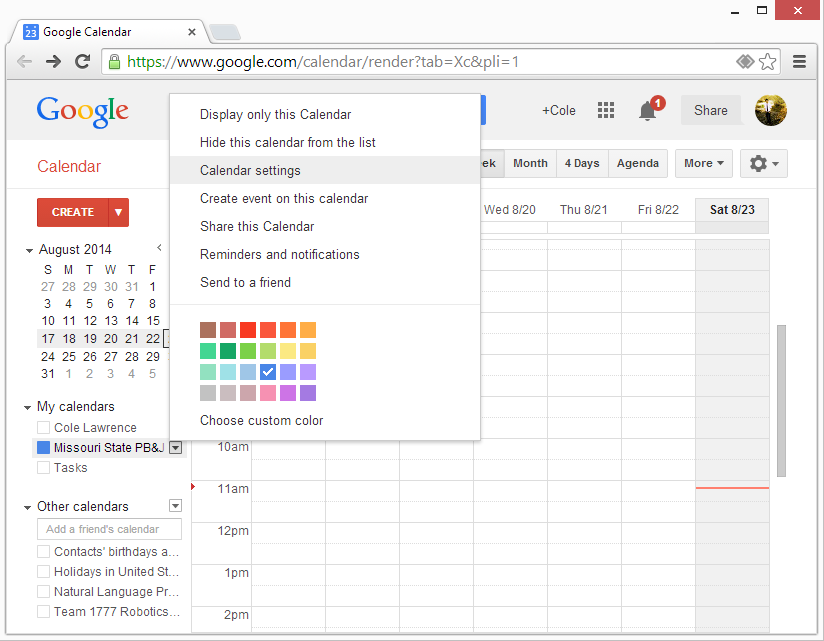 23 Google Calendar
https://www.google.com/calendar/render?tab=Xc&pli=1
Google
+Cole
1
Share
Calendar
Month
4 Days
Agenda
More
CREATE
Wed 8/20
Thu 8/21
Fri 8/22
Sat 8/23
August 2014
S M T W T F
27 28 29 30 31 1
3 4 5 6 7 8
10 11 12 13 14 15
17 18 19 20 21 22
24 25 26 27 28 29
31 1 2 3 4 5
My calendars
Cole Lawrence
Missouri State PB&J
Tasks
Other calendars
Add a friend's calendar
Contacts' birthdays a...
Holidays in United St...
Natural Language Pr...
Team 1777 Robotics...
Display only this Calendar
Hide this calendar from the list
Calendar settings
Create event on this calendar
Share this Calendar
Reminders and notifications
Send to a friend
Choose custom color
10am
11am
12pm
1pm
2pm